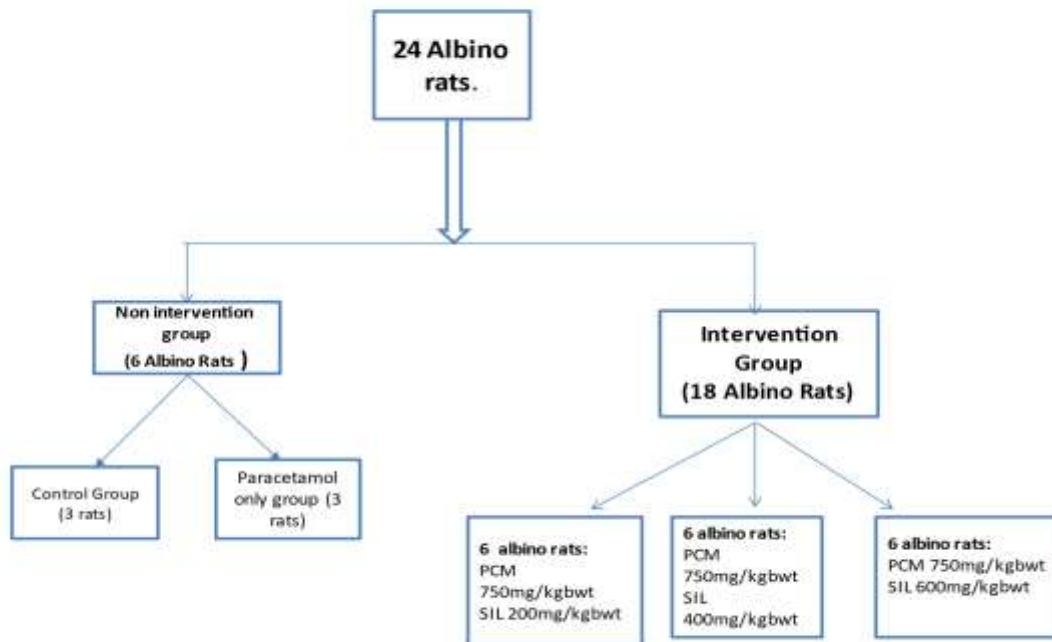 24 Albino
rats.
Non intervention
group
(6 Albino Rats )
Intervention
Group
(18 Albino Rats)
Control Group
(3 rats)
Paracetamol
only group (3
rats)
6 albino rats:
PCM
750mg/kgbwt
SIL 200mg/kgbwt
6 albino rats:
PCM
750mg/kgbwt
SIL
400mg/kgbwt
6 albino rats:
PCM 750mg/kgbwt
SIL 600mg/kgbwt